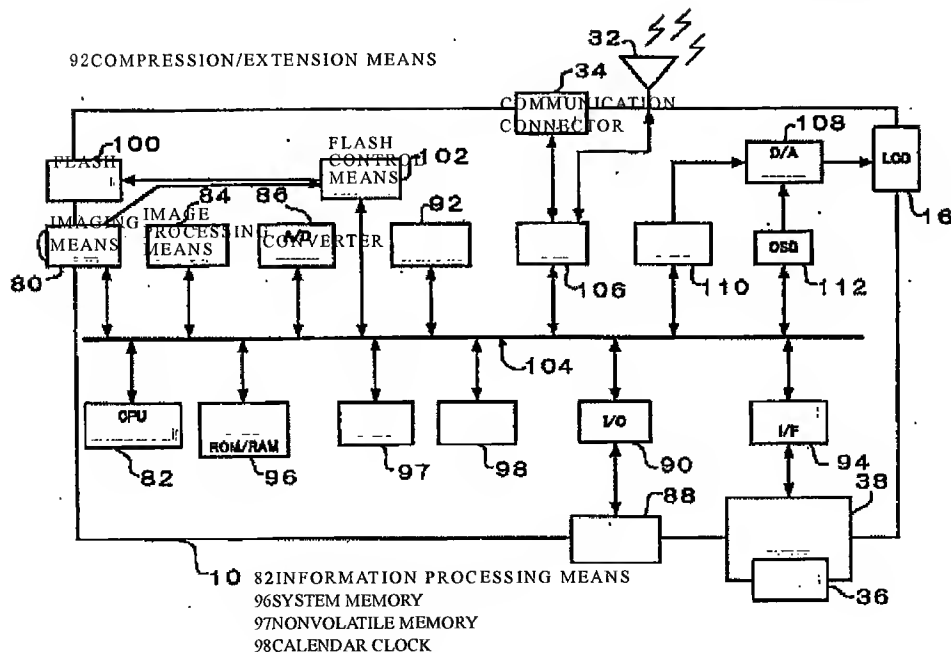 32
92COMPRESSION/EXTENSION MEANS
34
COMMUNICATION
CONNECTOR
108
100
FLASH
FLASH
CONTROL
MEANS
102
D/A
LCD
16
IMAGING
MEANS
84
IMAGE
PROCESSING
MEANS
86
A/D
CONVERTER
92
80
106
110
OSD
112
104
CPU
ROM/RAM
I/O
I/F
82
96
97
98
90
94
88
38
10
82INFORMATION PROCESSING MEANS
36
96SYSTEM MEMORY
97NONVOLATILE MEMORY
98CALENDAR CLOCK